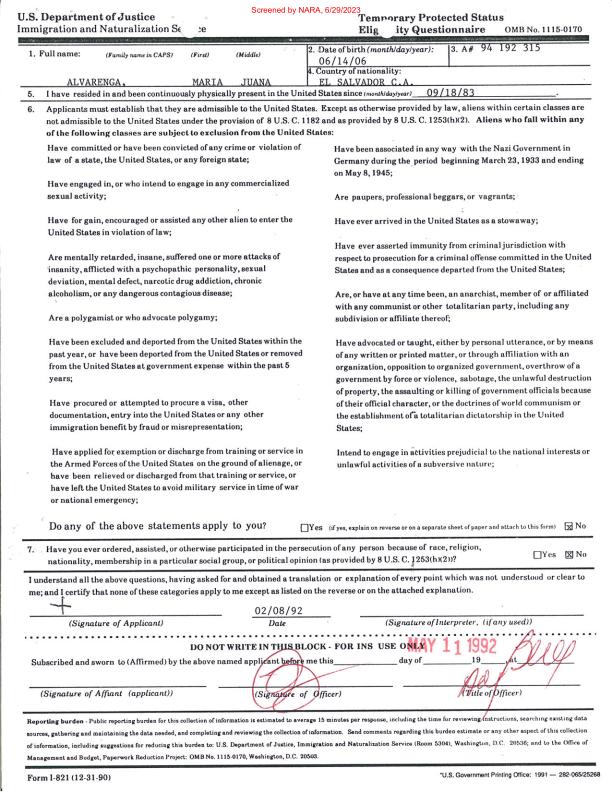 Screened by NARA, 6/29/2023
U.S. Department of Justice
Immigration and Naturalization Se ce
Temporary Protected Status
Elig ity Questionnaire OMB No. 1115-0170
1. Full name: (Family name in CAPS) (First) (Middle)
ALVARENGA, MARIA JUANA
2. Date of birth (month/day/year):
06/14/06
3. A# 94 192 315
4. Country of nationality:
EL SALVADOR C.A.
5. I have resided in and been continuously physically present in the United States since (month/day/year) 09/18/83.
6. Applicants must establish that they are admissible to the United States. Except as otherwise provided by law, aliens within certain classes are
not admissible to the United States under the provision of 8 U.S. C. 1182 and as provided by 8 U.S.C. 1253(h)(2). Aliens who fall within any
of the following classes are subject to exclusion from the United States:
Have committed or have been convicted of any crime or violation of
law of a state, the United States, or any foreign state;
Have engaged in, or who intend to engage in any commercialized
sexual activity;
Have for gain, encouraged or assisted any other alien to enter the
United States in violation of law;
Are mentally retarded, insane, suffered one or more attacks of
insanity, afflicted with a psychopathic personality, sexual
deviation, mental defect, narcotic drug addiction, chronic
alcoholism, or any dangerous contagious disease;
Are a polygamist or who advocate polygamy;
Have been excluded and deported from the United States within the
past year, or have been deported from the United States or removed
from the United States at government expense within the past 5
years;
Have procured or attempted to procure a visa, other
documentation, entry into the United States or any other
immigration benefit by fraud or misrepresentation;
Have applied for exemption or discharge from training or service in
the Armed Forces of the United States on the ground of alienage, or
have been relieved or discharged from that training or service, or
have left the United States to avoid military service in time of war
or national emergency;
Have been associated in any way with the Nazi Government in
Germany during the period beginning March 23, 1933 and ending
on May 8, 1945;
Are paupers, professional beggars, or vagrants;
Have ever arrived in the United States as a stowaway;
Have ever asserted immunity from criminal jurisdiction with
respect to prosecution for a criminal offense committed in the United
States and as a consequence departed from the United States;
Are, or have at any time been, an anarchist, member of or affiliated
with any communist or other totalitarian party, including any
subdivision or affiliate thereof;
Have advocated or taught, either by personal utterance, or by means
of any written or printed matter, or through affiliation with an
organization, opposition to organized government, overthrow of
government by force or violence, sabotage, the unlawful destruction
of property, the assaulting or killing of government officials because
of their official character, or the doctrines of world communism or
the establishment of a totalitarian dictatorship in the United
States;
Intend to engage in activities prejudicial to the national interests or
unlawful activities of a subversive nature;
Do any of the above statements apply to you? Yes (if yes, explain on reverse or on a separate sheet of paper and attach to this form) No
7. Have you ever ordered, assisted, or otherwise participated in the persecution of any person because of race, religion,
nationality, membership in a particular social group, or political opinion (as provided by 8 U.S. C. 1253(h)(2))? Yes No
I understand all the above questions, having asked for and obtained a translation or explanation of every point which was not understood or clear to
me; and I certify that none of these categories apply to me except as listed on the reverse or on the attached explanation.
02/08/92
(Signature of Applicant) Date (Signature of Interpreter, (if any used))
DO NOT WRITE IN THIS BLOCK - FOR INS USE ONLY
MAY 11 1992
Subscribed and sworn to (Affirmed) by the above named applicant before me this day of 19 at
(Signature of Affiant (applicant)) (Signature of Officer) (Title of Officer)
Reporting burden - Public reporting burden for this collection of information is estimated to average 15 minutes per response, including the time for reviewing instructions, searching existing data
sources, gathering and maintaining the data needed, and completing and reviewing the collection of information. Send comments regarding this burden estimate or any other aspect of this collection
of information, including suggestions for reducing this burden to: U.S. Department of Justice, Immigration and Naturalization Service (Room 5304), Washington, D.C. 20536; and to the Office of
Management and Budget, Paperwork Reduction Project: OMB No. 1115-0170, Washington, D.C. 20503.
Form I-821 (12-31-90)
*U.S. Government Printing Office: 1991 — 282-065/25268